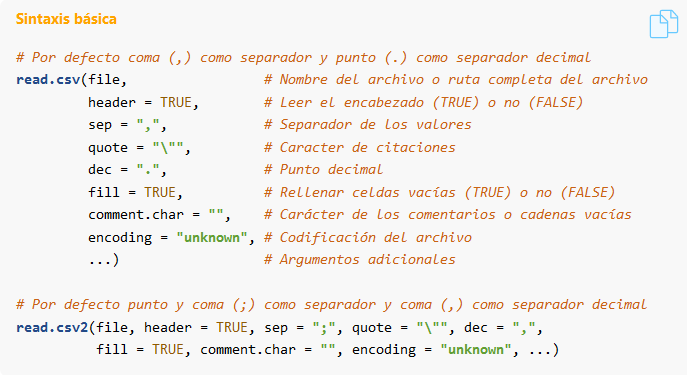 Sintaxis básica
# Por defecto coma (,) como separador y punto (.) como separador decimal
read.csv(file,                 # Nombre del archivo o ruta completa del archivo
         header = TRUE,        # Leer el encabezado (TRUE) o no (FALSE)
         sep = ",",            # Separador de los valores
         quote = "\"",         # Caracter de citaciones
         dec = ".",            # Punto decimal
         fill = TRUE,          # Rellenar celdas vacías (TRUE) o no (FALSE)
         comment.char = "",    # Carácter de los comentarios o cadenas vacías
         encoding = "unknown", # Codificación del archivo
         ...)                  # Argumentos adicionales
# Por defecto punto y coma (;) como separador y coma (,) como separador decimal
read.csv2(file, header = TRUE, sep = ";", quote = "\"", dec = ",",
          fill = TRUE, comment.char = "", encoding = "unknown", ...)